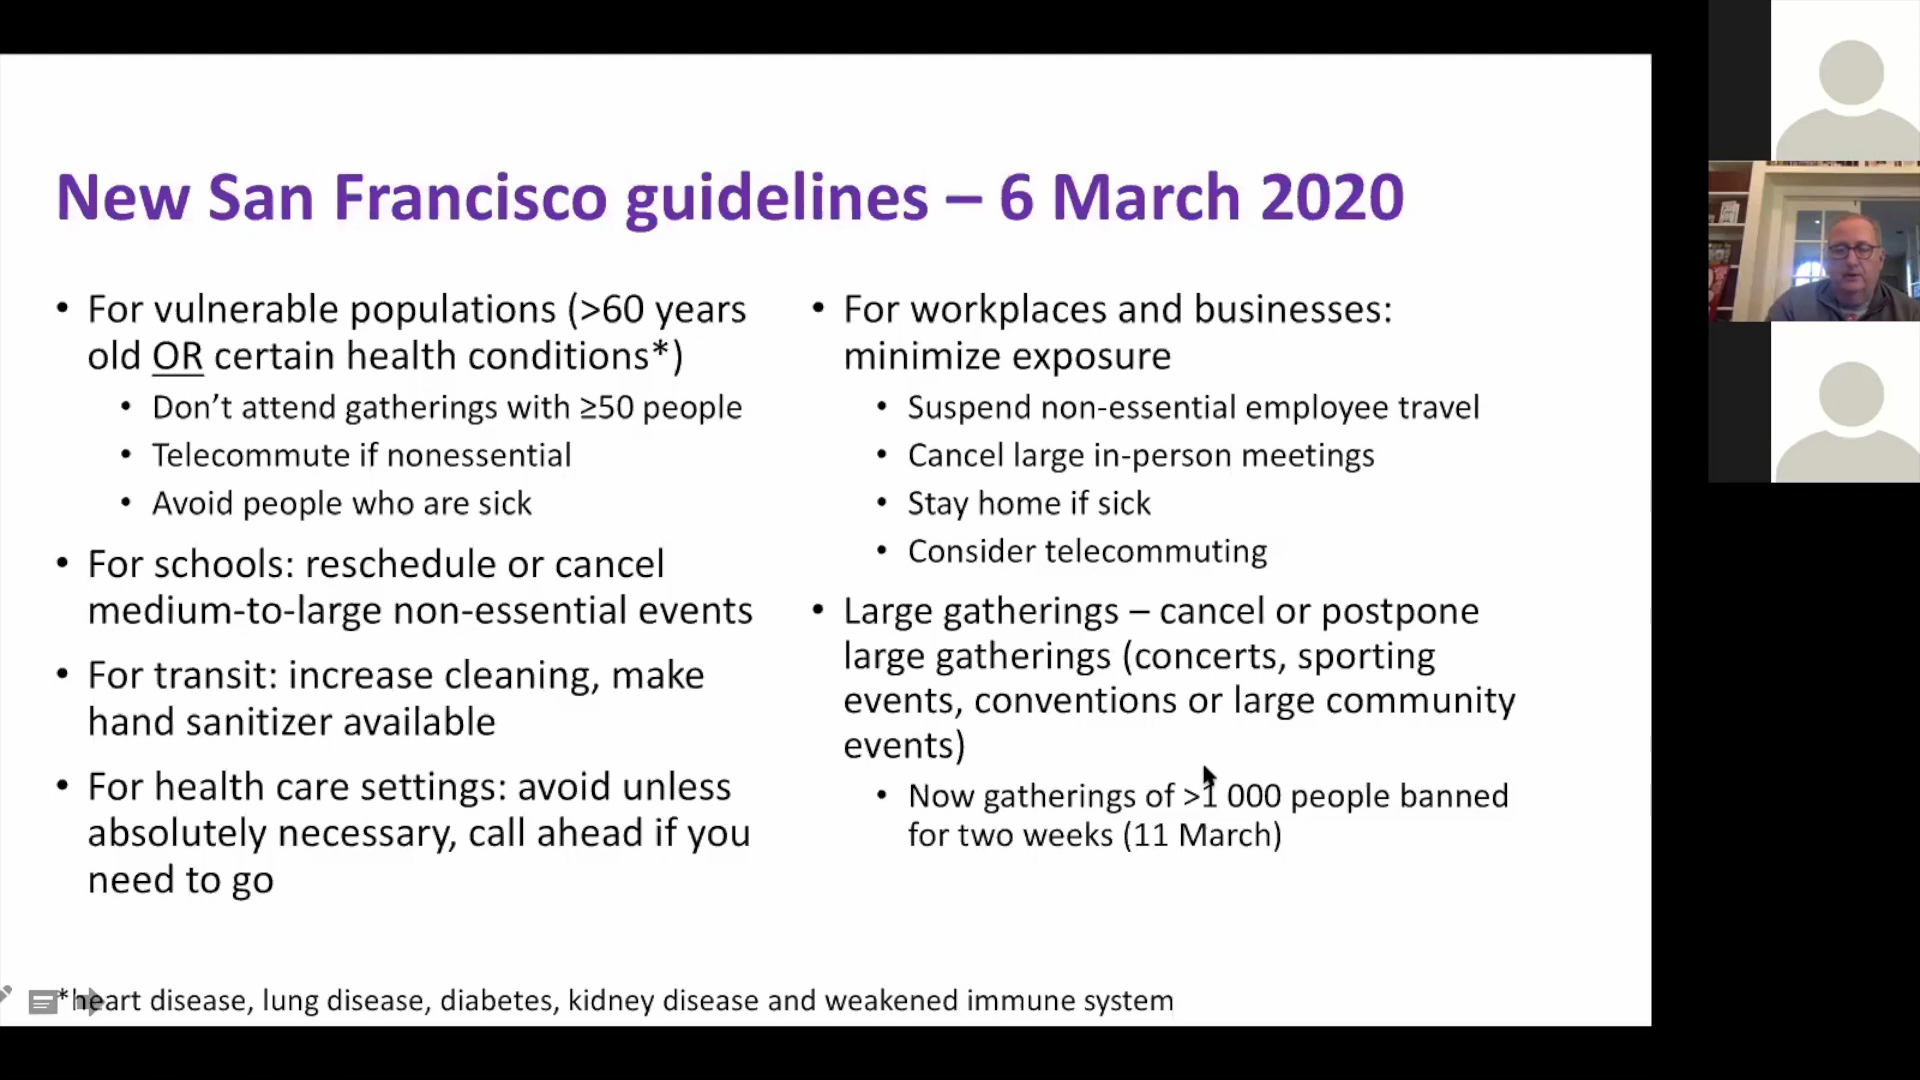 New San Francisco guidelines – 6 March 2020
• For vulnerable populations (>60 years
old OR certain health conditions*)
• Don’t attend gatherings with ≥50 people
• Telecommute if nonessential
• Avoid people who are sick
• For schools: reschedule or cancel
medium-to-large non-essential events
• For transit: increase cleaning, make
hand sanitizer available
• For health care settings: avoid unless
absolutely necessary, call ahead if you
need to go
• For workplaces and businesses:
minimize exposure
• Suspend non-essential employee travel
• Cancel large in-person meetings
• Stay home if sick
• Consider telecommuting
• Large gatherings – cancel or postpone
large gatherings (concerts, sporting
events, conventions or large community
events)
• Now gatherings of >1 000 people banned
for two weeks (11 March)
*heart disease, lung disease, diabetes, kidney disease and weakened immune system